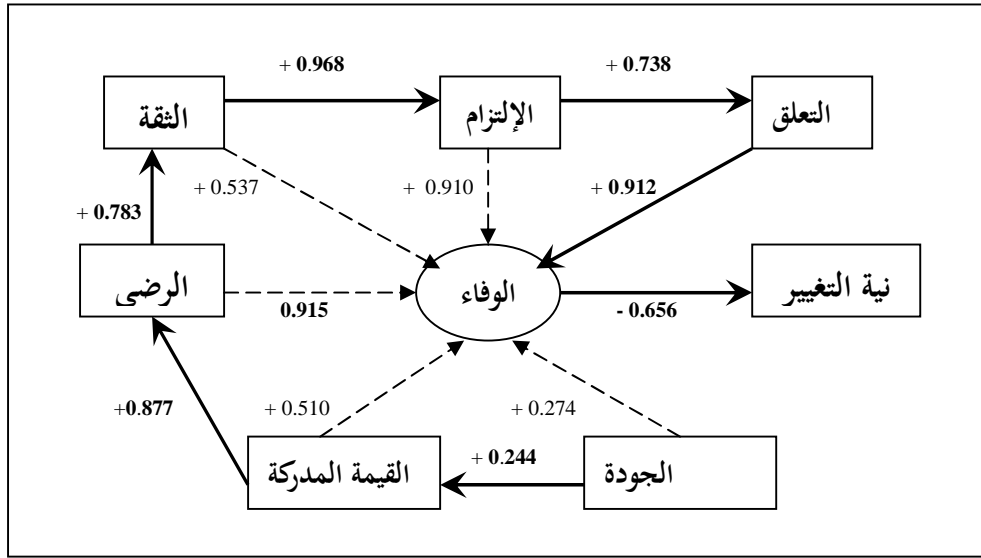 + 0.968
+ 0.738
الثقة
الإلتزام
التعلق
+ 0.537
+ 0.910
+ 0.912
+ 0.783
الرضى
الوفاء
نية التغيير
0.915
- 0.656
+0.877
+ 0.510
+ 0.274
القيمة المدركة
+ 0.244
الجودة